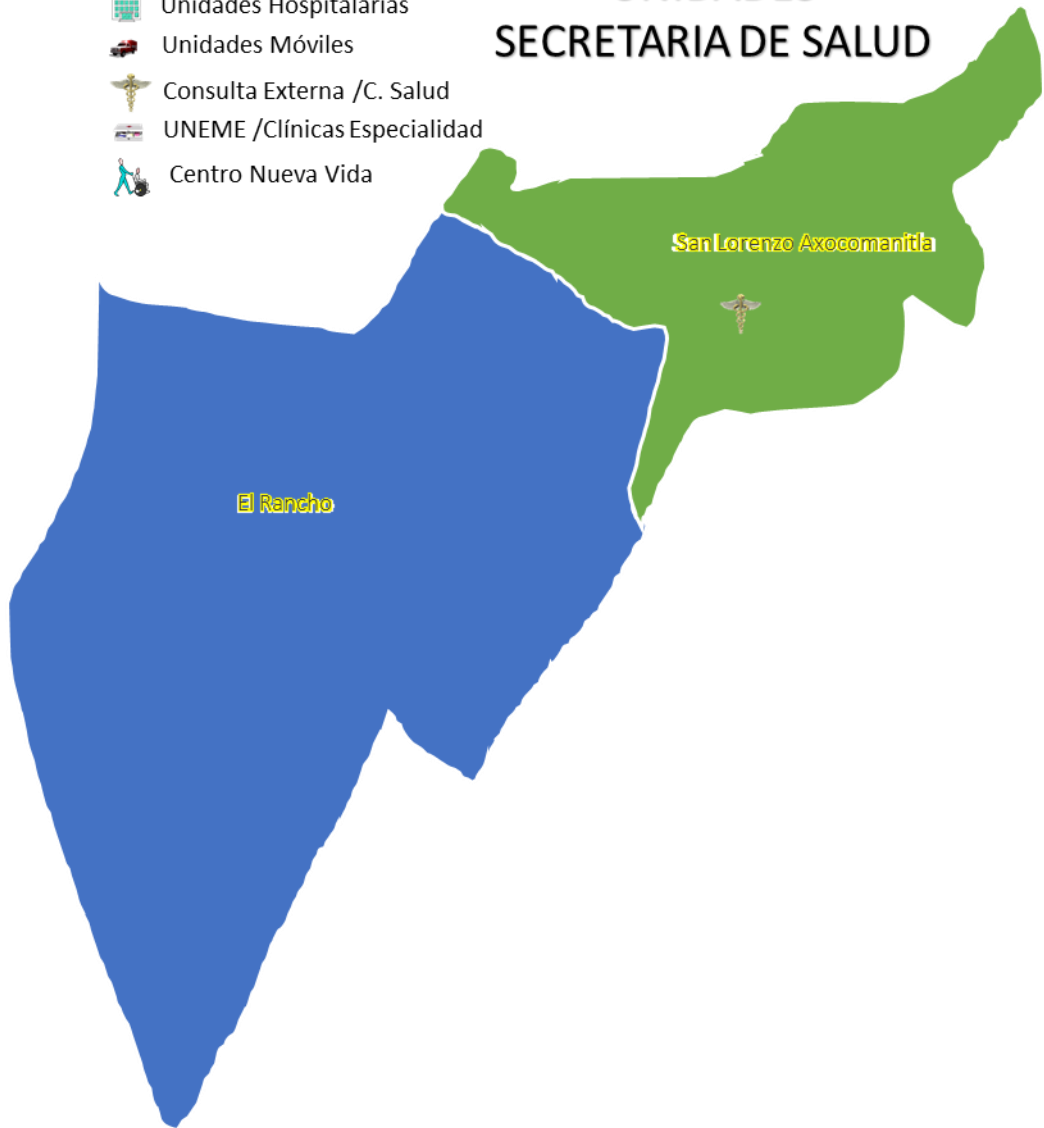 Unidades Hospitalarias
Unidades Móviles
Consulta Externa /C. Salud
UNEME /Clínicas Especialidad
Centro Nueva Vida
SECRETARIA DE SALUD
San Lorenzo Axocomanitla
El Rancho